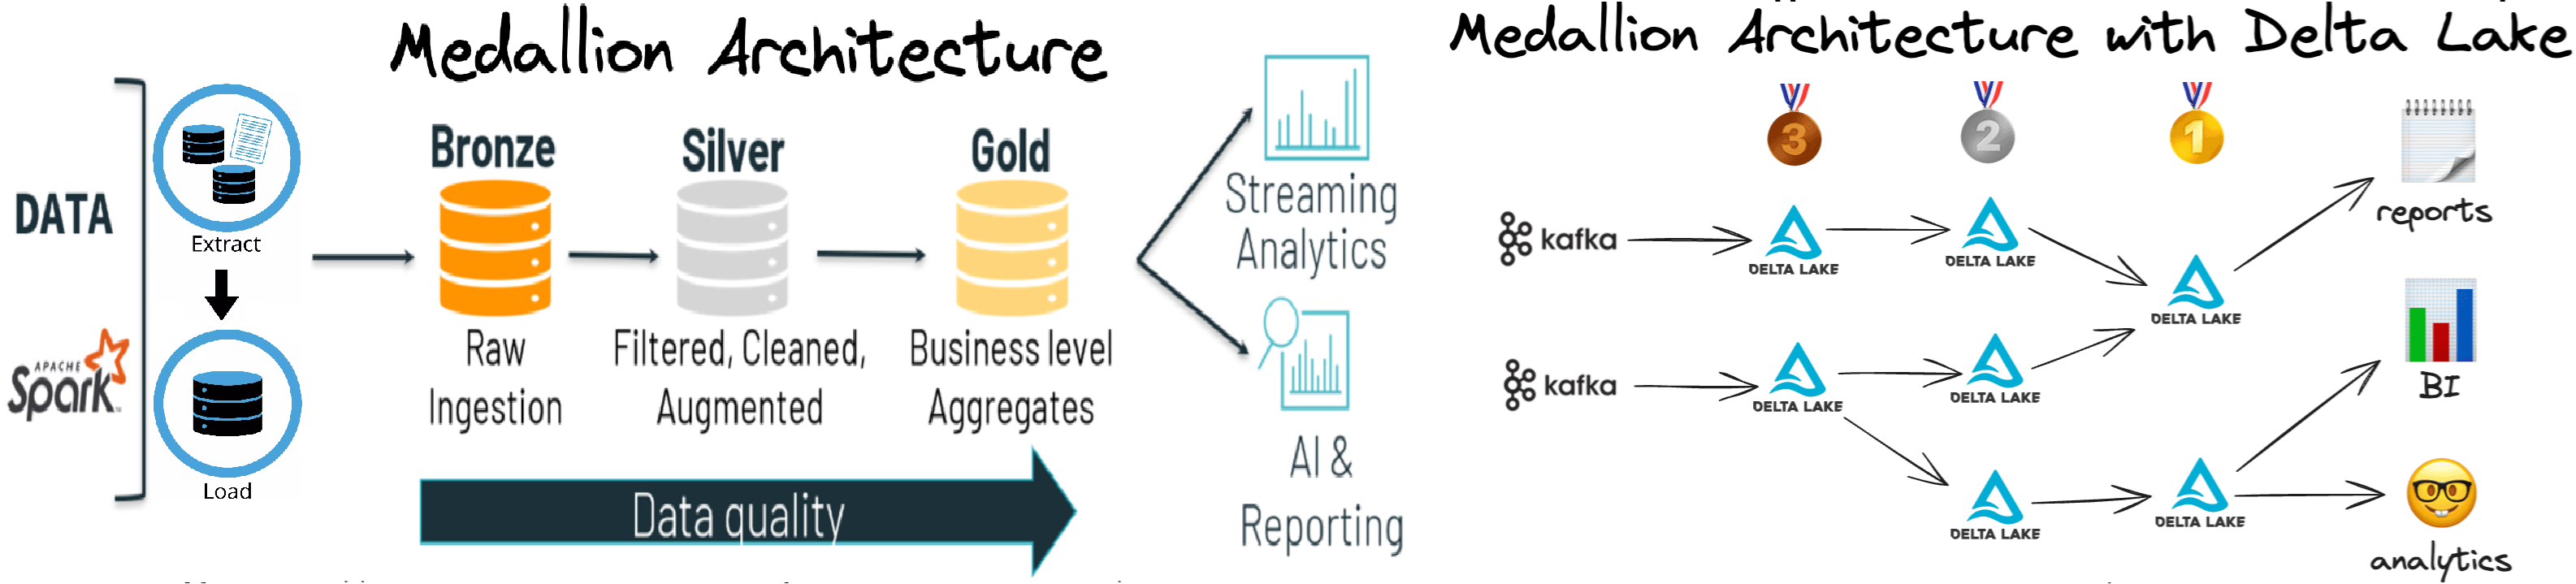 Medallion Architecture
DATA
Extract
Load
APACHE
Spark
Bronze
Silver
Gold
Raw
Ingestion
Filtered, Cleaned,
Augmented
Business level
Aggregates
Data quality
Streaming
Analytics
AI &
Reporting
Medallion Architecture with Delta Lake
3
2
1
kafka
DELTA LAKE
DELTA LAKE
DELTA LAKE
reports
kafka
DELTA LAKE
DELTA LAKE
BI
DELTA LAKE
DELTA LAKE
analytics